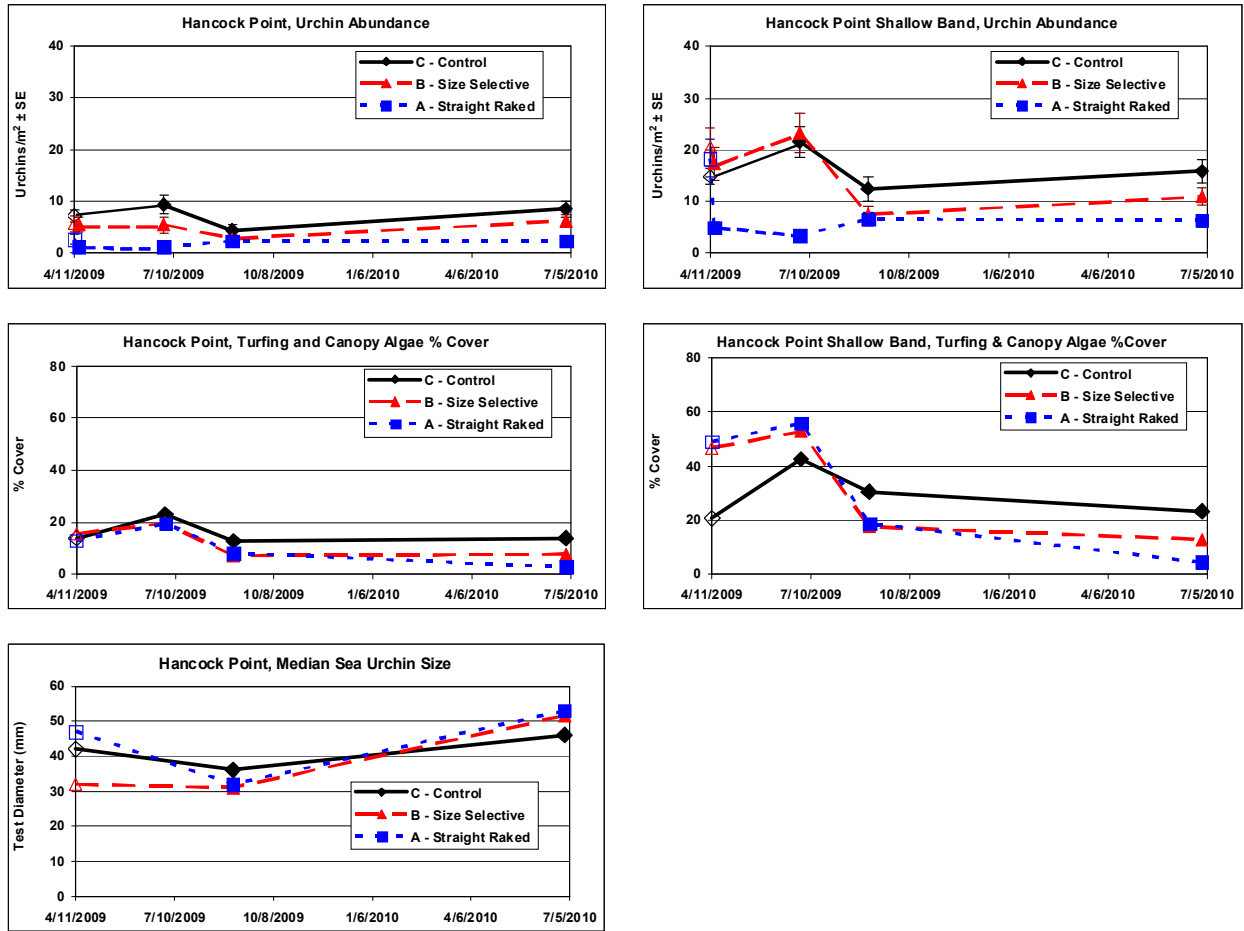 Hancock Point, Urchin Abundance
Urchins/m² ± SE
40
30
20
10
0
C - Control
B - Size Selective
A - Straight Raked
4/11/2009 7/10/2009 10/8/2009 1/6/2010 4/6/2010 7/5/2010
Hancock Point Shallow Band, Urchin Abundance
Urchins/m² ± SE
40
30
20
10
0
C - Control
B - Size Selective
A - Straight Raked
4/11/2009 7/10/2009 10/8/2009 1/6/2010 4/6/2010 7/5/2010
Hancock Point, Turfing and Canopy Algae % Cover
% Cover
80
60
40
20
0
C - Control
B - Size Selective
A - Straight Raked
4/11/2009 7/10/2009 10/8/2009 1/6/2010 4/6/2010 7/5/2010
Hancock Point Shallow Band, Turfing & Canopy Algae %Cover
% Cover
80
60
40
20
0
C - Control
B - Size Selective
A - Straight Raked
4/11/2009 7/10/2009 10/8/2009 1/6/2010 4/6/2010 7/5/2010
Hancock Point, Median Sea Urchin Size
Test Diameter (mm)
60
50
40
30
20
10
0
C - Control
B - Size Selective
A - Straight Raked
4/11/2009 7/10/2009 10/8/2009 1/6/2010 4/6/2010 7/5/2010